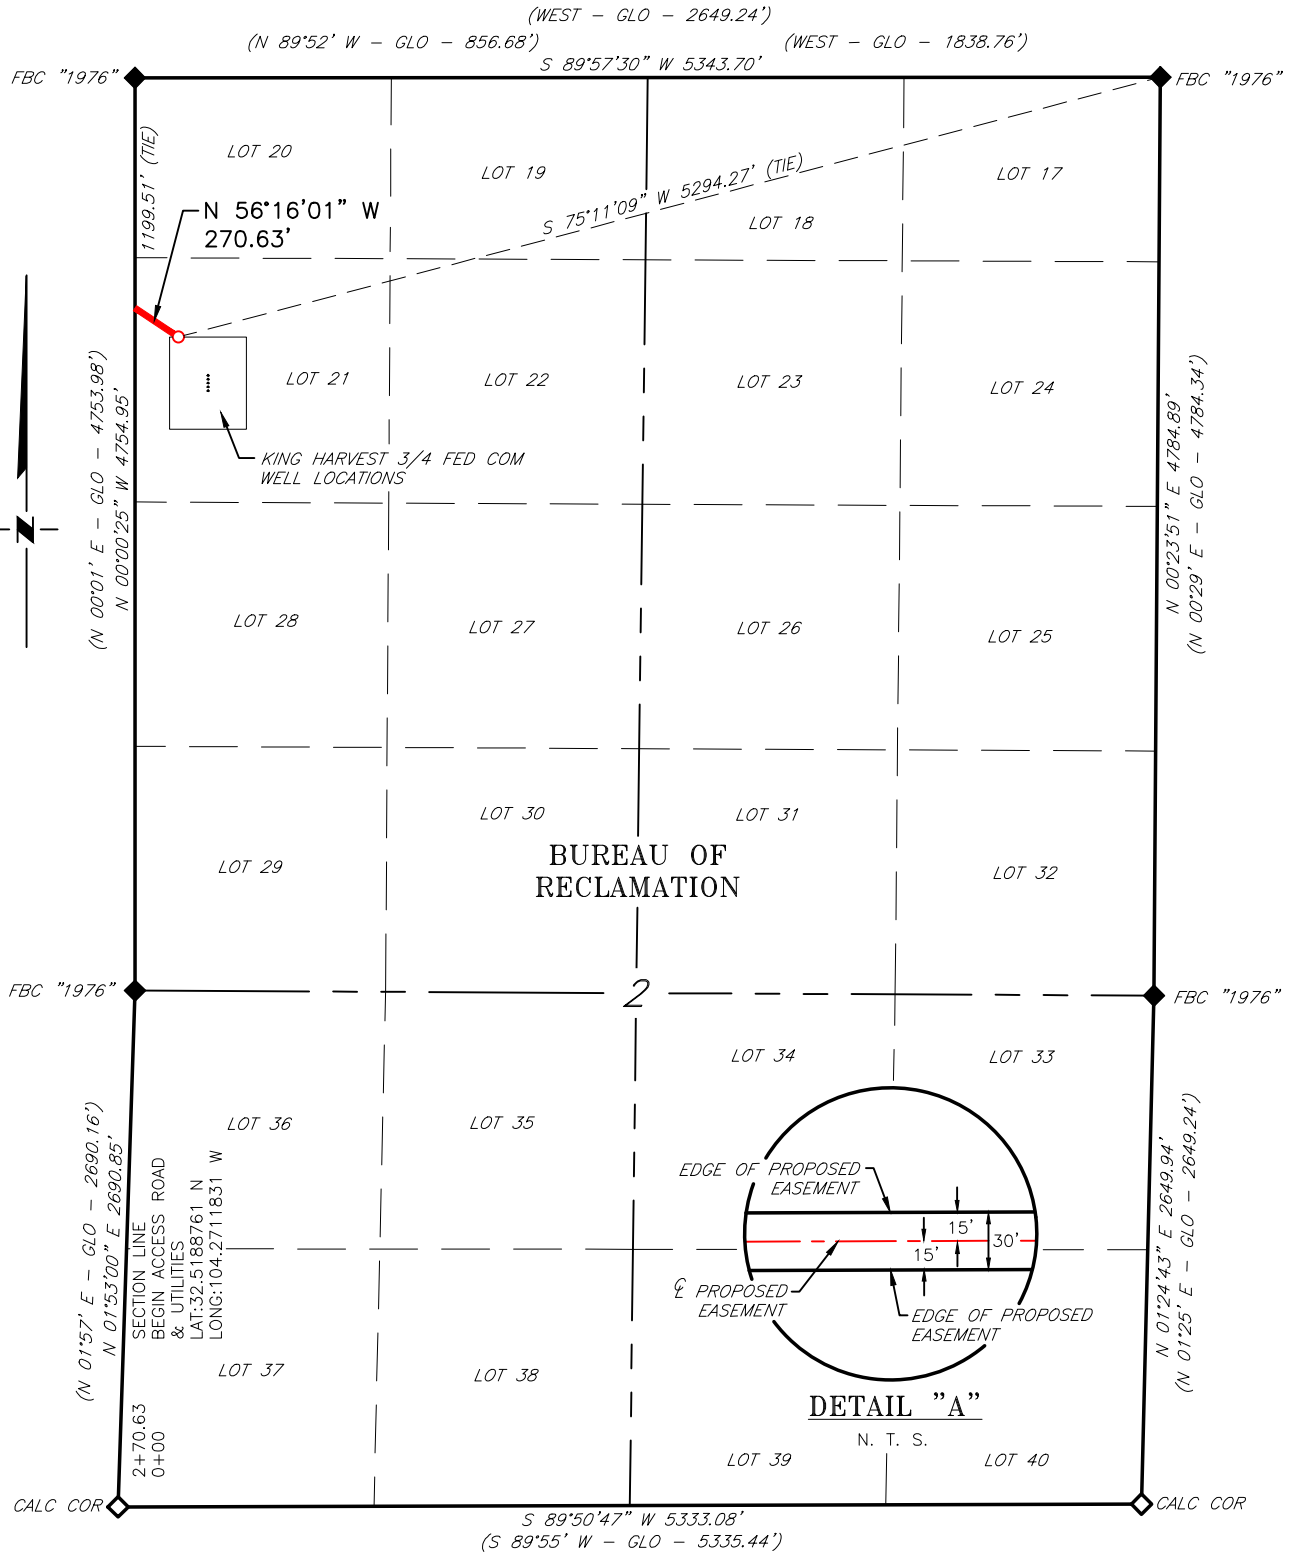 (WEST – GLO – 2649.24')
(N 89°52' W – GLO – 856.68')
(WEST – GLO – 1838.76')
S 89°57'30" W 5343.70'
FBC "1976"
FBC "1976"
1199.51' (TIE)
LOT 20
LOT 19
LOT 17
S 75°11'09" W 5294.27' (TIE)
LOT 18
N 56°16'01" W
270.63'
LOT 21
LOT 22
LOT 23
LOT 24
KING HARVEST 3/4 FED COM
WELL LOCATIONS
(N 00°01' E – GLO – 4753.98')
N 00°00'25" W 4754.95'
N 00°23'51" E 4784.89'
(N 00°29' E – GLO – 4784.34')
N
LOT 28
LOT 27
LOT 26
LOT 25
LOT 30
LOT 31
BUREAU OF
RECLAMATION
LOT 29
LOT 32
FBC "1976"
2
FBC "1976"
LOT 34
LOT 33
LOT 36
LOT 35
(N 01°57' E – GLO – 2690.16')
N 01°53'00" E 2690.85'
SECTION LINE
BEGIN ACCESS ROAD
& UTILITIES
LAT:32.5188761 N
LONG:104.2711831 W
2+70.63
0+00
EDGE OF PROPOSED
EASEMENT
15'
15'
30'
℄ PROPOSED
EASEMENT
EDGE OF PROPOSED
EASEMENT
N 01°24'43" E 2649.94'
(N 01°25' E – GLO – 2649.24')
LOT 37
LOT 38
DETAIL "A"
N. T. S.
LOT 39
LOT 40
CALC COR
CALC COR
S 89°50'47" W 5333.08'
(S 89°55' W – GLO – 5335.44')